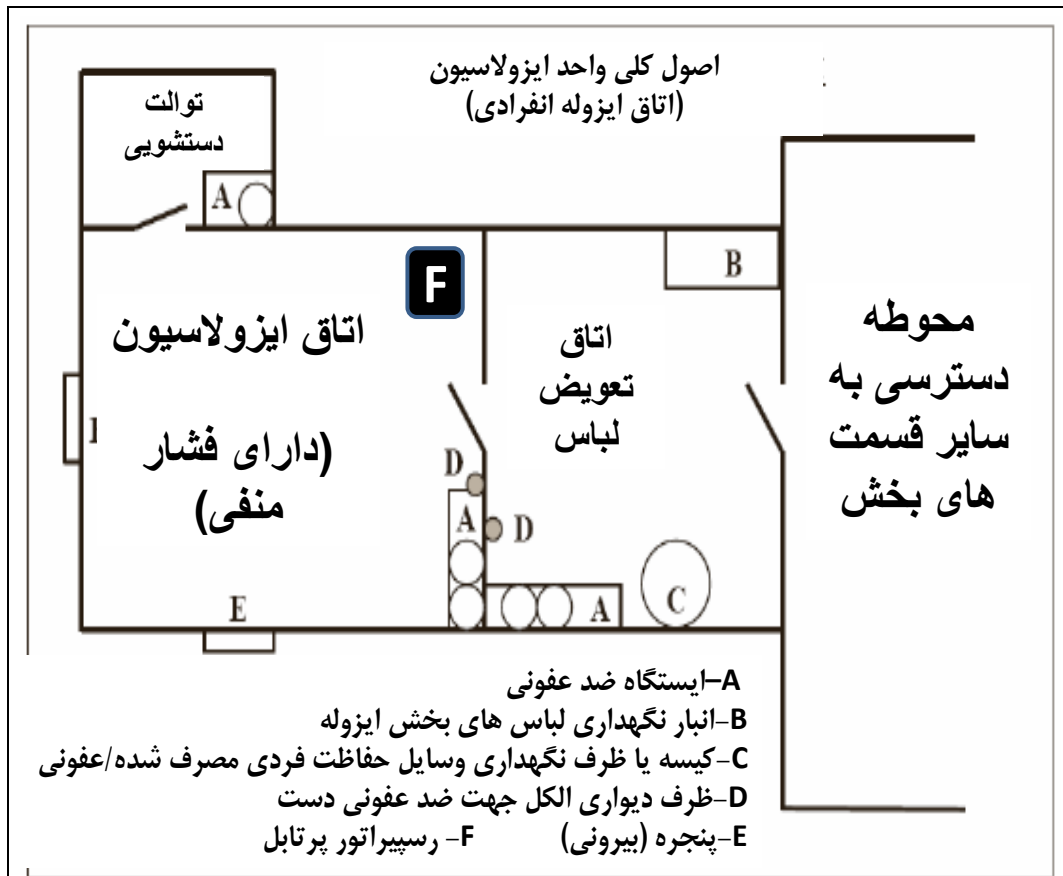 اصول کلی واحد ایزولاسیون
(اتاق ایزوله انفرادی)
توالت
دستشویی
A
F
B
اتاق ایزولاسیون
(دارای فشار
منفی)
اتاق
تعویض
لباس
محوطه
دسترسی به
سایر قسمت
های بخش
D
A
D
A
C
E
A–ایستگاه ضد عفونی
B-انبار نگهداری لباس های بخش ایزوله
C-کیسه یا ظرف نگهداری وسایل حفاظت فردی مصرف شده/عفونی
D-ظرف دیواری الکل جهت ضد عفونی دست
E-پنجره (بیرونی) F- رسپیراتور پرتابل